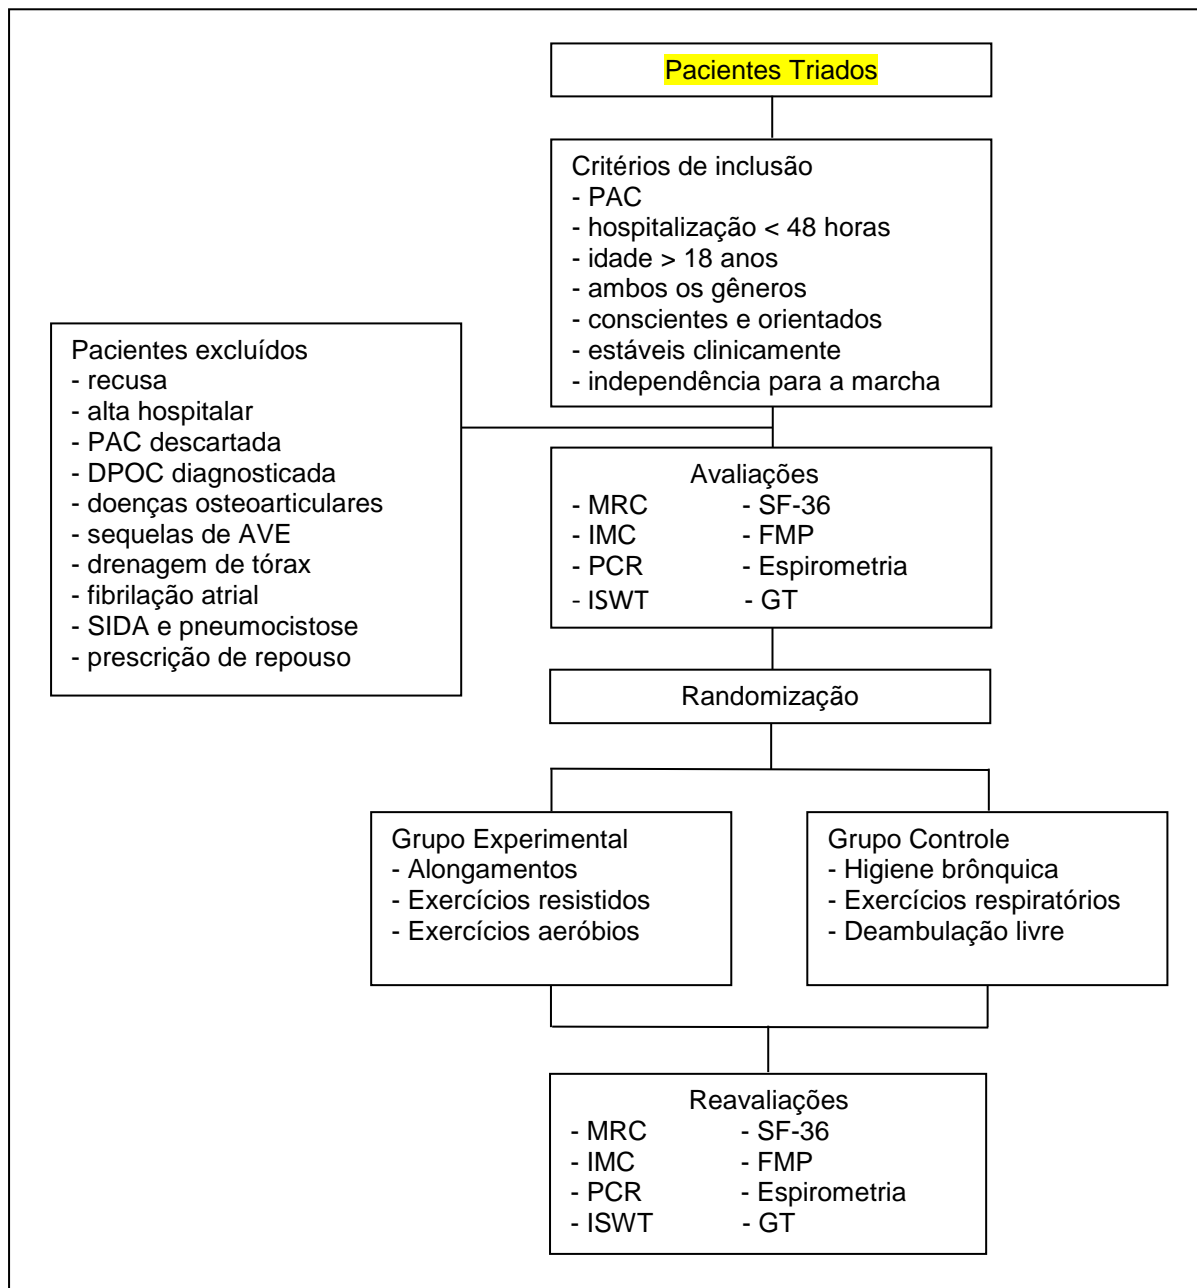 Pacientes Triados
Critérios de inclusão
- PAC
- hospitalização < 48 horas
- idade > 18 anos
- ambos os gêneros
- conscientes e orientados
- estáveis clinicamente
- independência para a marcha
Pacientes excluídos
- recusa
- alta hospitalar
- PAC descartada
- DPOC diagnosticada
- doenças osteoarticulares
- sequelas de AVE
- drenagem de tórax
- fibrilação atrial
- SIDA e pneumocistose
- prescrição de repouso
Avaliações
- MRC - SF-36
- IMC - FMP
- PCR - Espirometria
- ISWT - GT
Randomização
Grupo Experimental
- Alongamentos
- Exercícios resistidos
- Exercícios aeróbios
Grupo Controle
- Higiene brônquica
- Exercícios respiratórios
- Deambulação livre
Reavaliações
- MRC - SF-36
- IMC - FMP
- PCR - Espirometria
- ISWT - GT